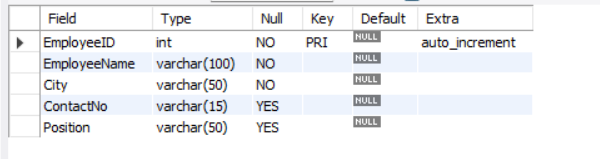 Field Type Null Key Default Extra
EmployeeID int NO PRI NULL auto_increment
EmployeeName varchar(100) NO NULL
City varchar(50) NO NULL
ContactNo varchar(15) YES NULL
Position varchar(50) YES NULL